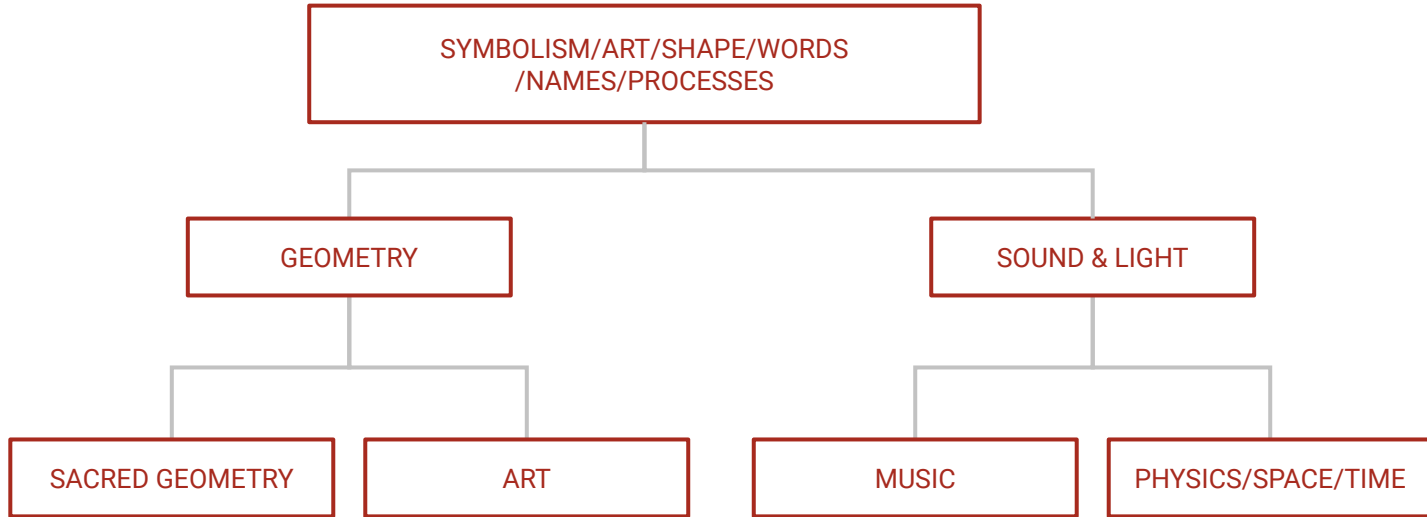 SYMBOLISM/ART/SHAPE/WORDS
/NAMES/PROCESSES
GEOMETRY
SOUND & LIGHT
SACRED GEOMETRY
ART
MUSIC
PHYSICS/SPACE/TIME